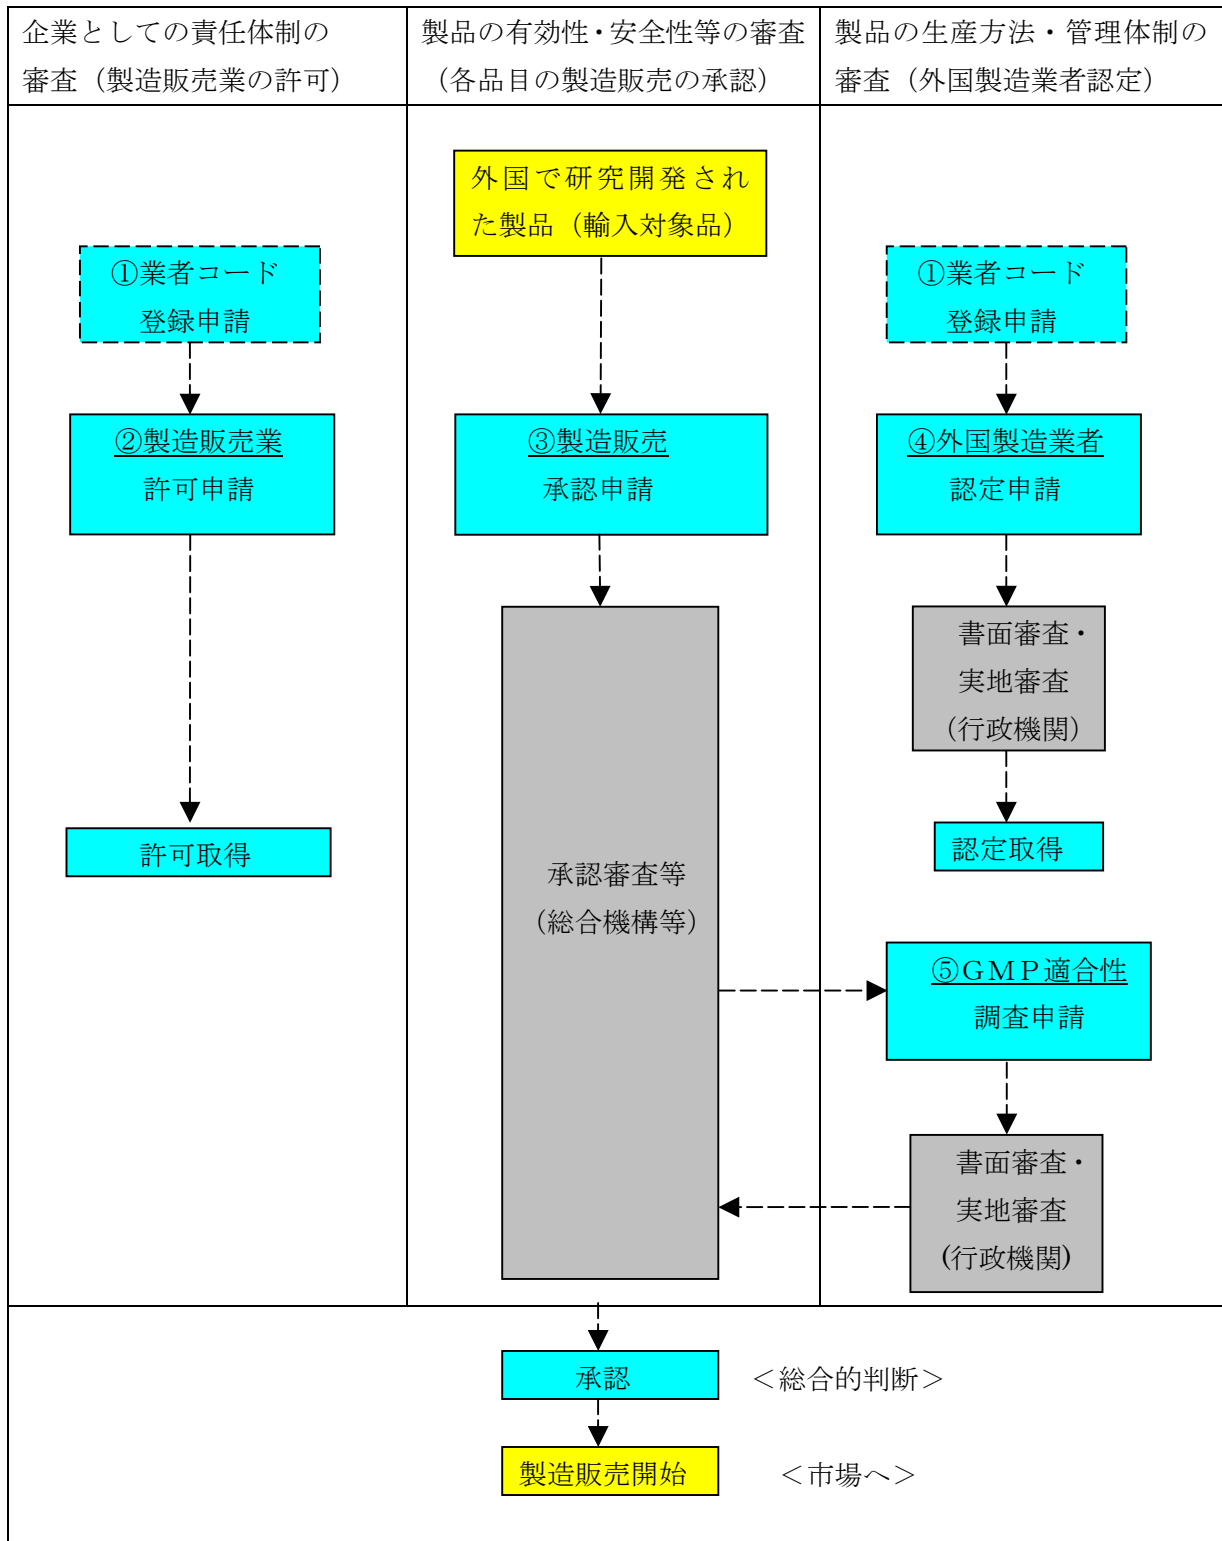 企業としての責任体制の
審査（製造販売業の許可）
製品の有効性・安全性等の審査
（各品目の製造販売の承認）
製品の生産方法・管理体制の
審査（外国製造業者認定）
外国で研究開発され
た製品（輸入対象品）
①業者コード
登録申請
①業者コード
登録申請
②製造販売業
許可申請
③製造販売
承認申請
④外国製造業者
認定申請
書面審査・
実地審査
（行政機関）
許可取得
認定取得
承認審査等
（総合機構等）
⑤ＧＭＰ適合性
調査申請
書面審査・
実地審査
(行政機関)
承認
＜総合的判断＞
製造販売開始
＜市場へ＞